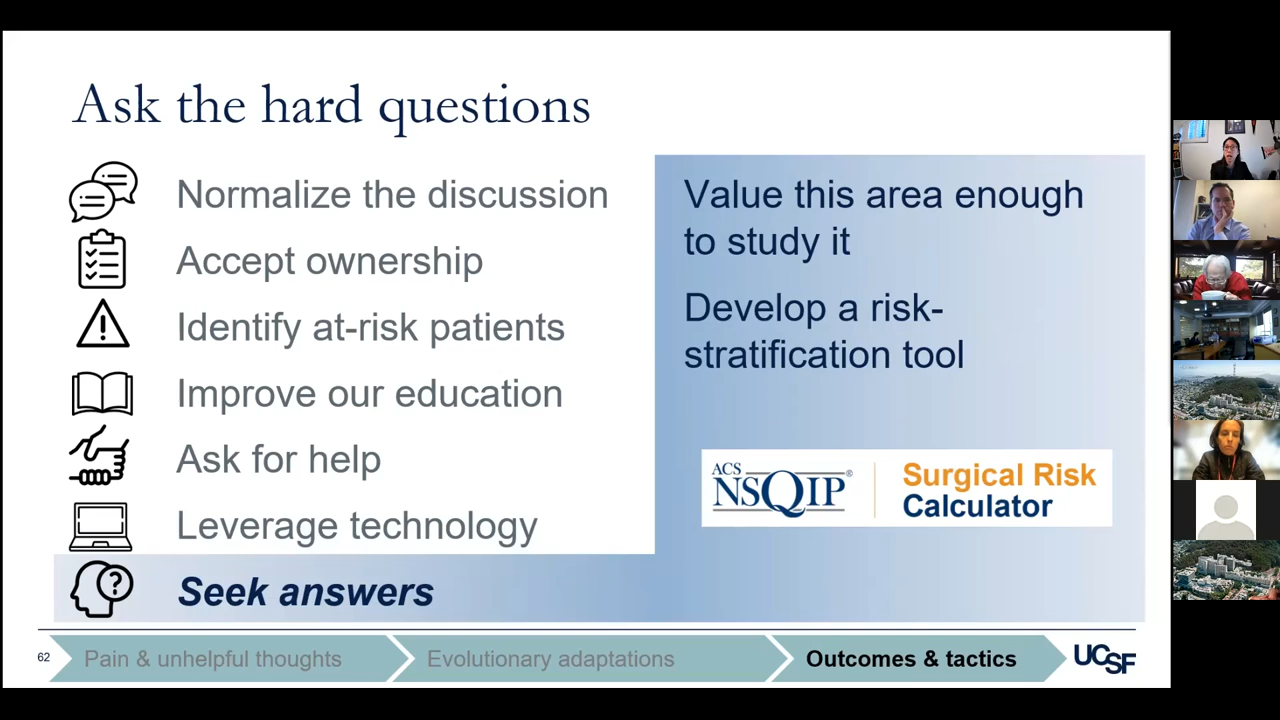 Ask the hard questions
Normalize the discussion
Accept ownership
Identify at-risk patients
Improve our education
Ask for help
Leverage technology
Seek answers
Value this area enough
to study it
Develop a risk-
stratification tool
ACS
NSQIP®
Surgical Risk
Calculator
62
Pain & unhelpful thoughts
Evolutionary adaptations
Outcomes & tactics
UCSF